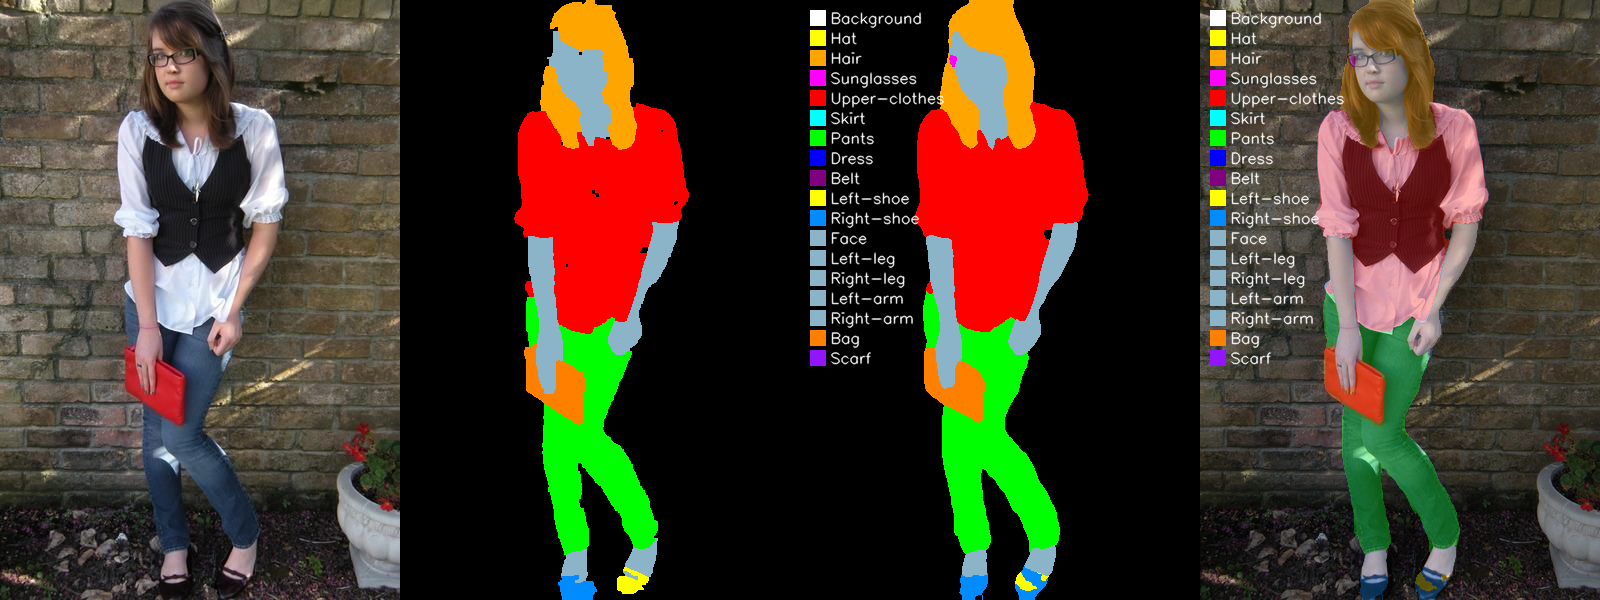 Background
Hat
Hair
Sunglasses
Upper-clothes
Skirt
Pants
Dress
Belt
Left-shoe
Right-shoe
Face
Left-leg
Right-leg
Left-arm
Right-arm
Bag
Scarf
Background
Hat
Hair
Sunglasses
Upper-clothes
Skirt
Pants
Dress
Belt
Left-shoe
Right-shoe
Face
Left-leg
Right-leg
Left-arm
Right-arm
Bag
Scarf